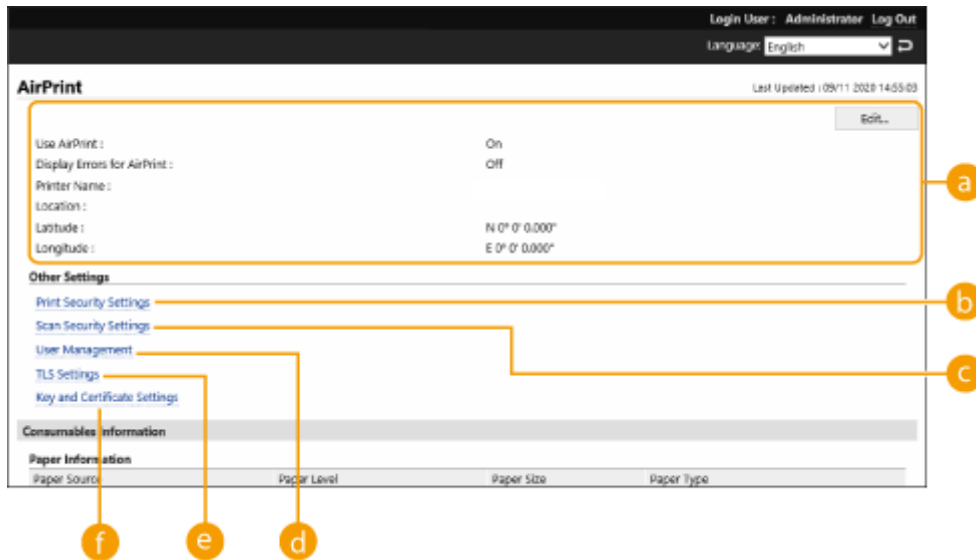 Login User : Administrator Log Out
Language: English
AirPrint
Last Updated : 09/11 2020 14:55:03
Edit...
a
Use AirPrint : On
Display Errors for AirPrint : Off
Printer Name :
Location :
Latitude : N 0° 0' 0.000"
Longitude : E 0° 0' 0.000"
Other Settings
Print Security Settings
b
Scan Security Settings
User Management
TLS Settings
c
Key and Certificate Settings
Consumables Information
Paper Information
Paper Source Paper Level Paper Size Paper Type
f e d